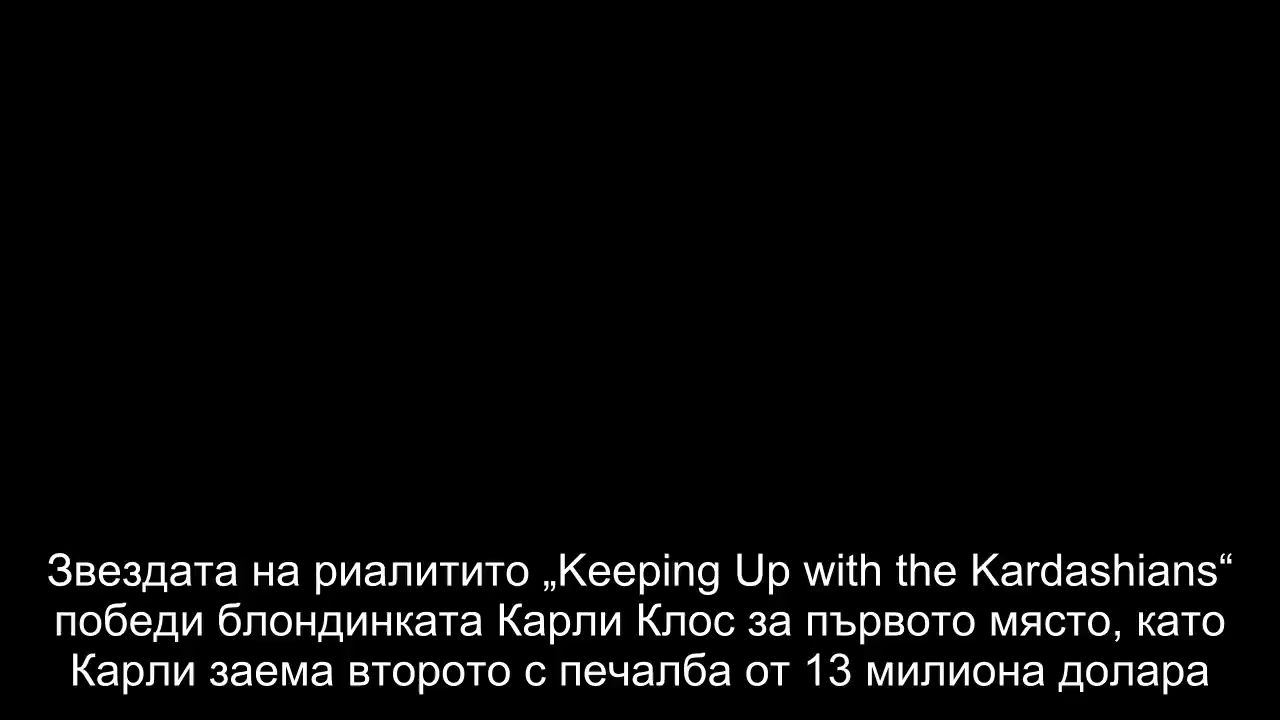 Звездата на риалитито „Keeping Up with the Kardashians“
победи блондинката Карли Клос за първото място, като
Карли заема второто с печалба от 13 милиона долара